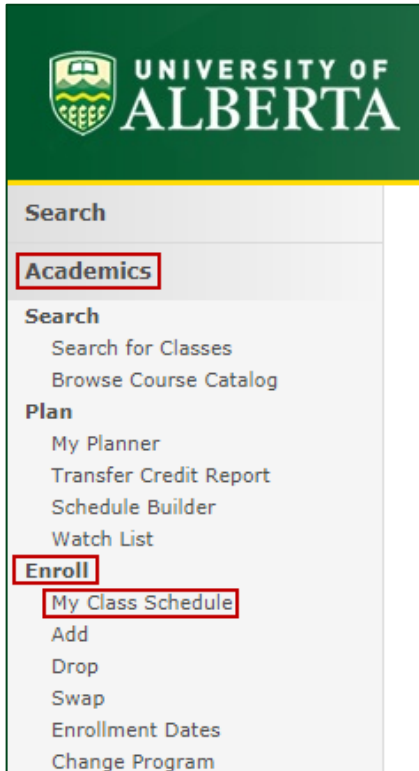 UNIVERSITY OF
ALBERTA
Search
Academics
Search
Search for Classes
Browse Course Catalog
Plan
My Planner
Transfer Credit Report
Schedule Builder
Watch List
Enroll
My Class Schedule
Add
Drop
Swap
Enrollment Dates
Change Program